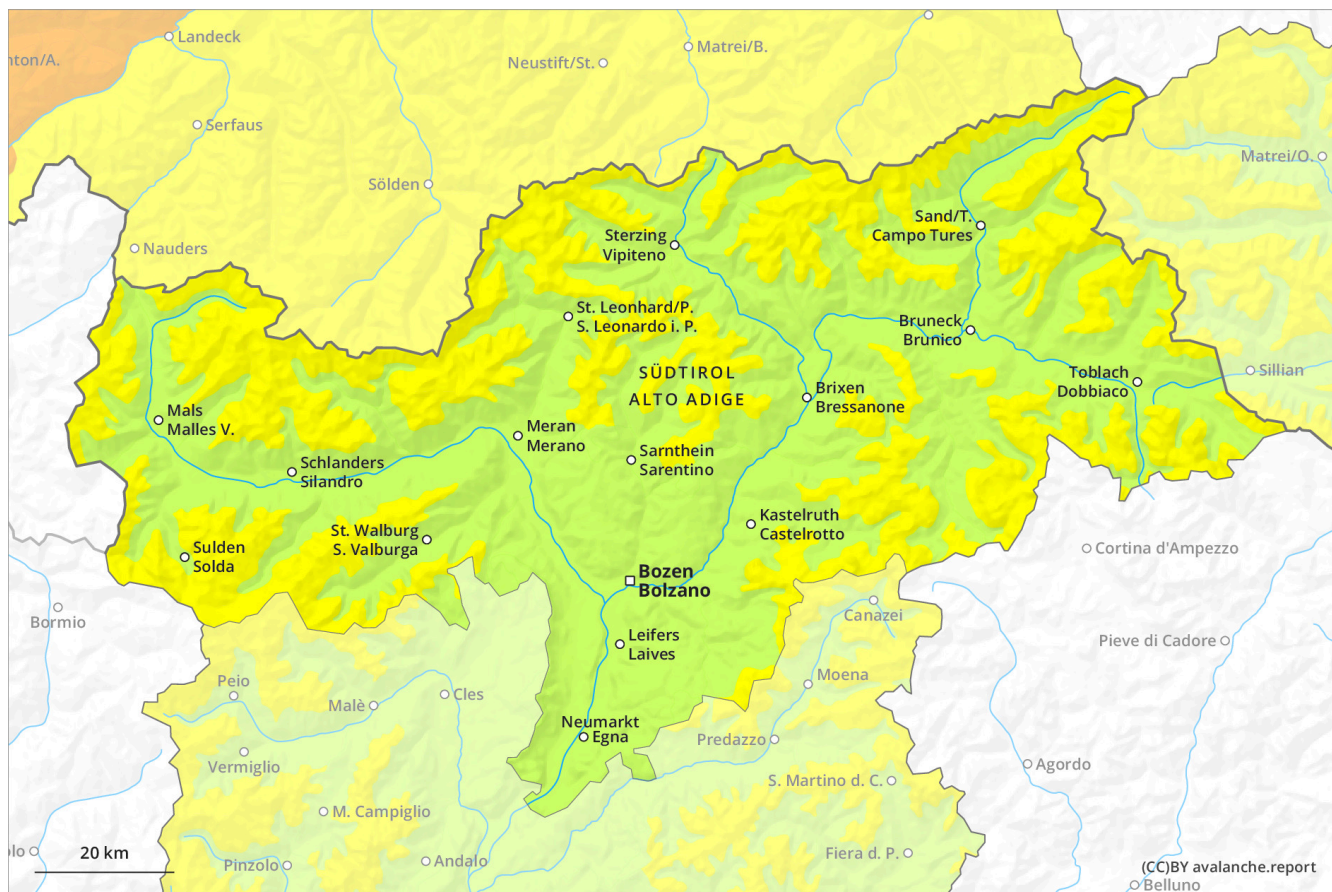 Landeck
nton/A.
Matrei/B.
Neustift/St.
Serfaus
Matrei/O.
Sölden
Sand/T.
Campo Tures
Sterzing
Vipiteno
Nauders
St. Leonhard/P.
S. Leonardo i. P.
Bruneck
Brunico
SÜDTIROL
ALTO ADIGE
Toblach
Dobbiaco
Sillian
Brixen
Bressanone
Mals
Malles V.
Meran
Merano
Sarnthein
Sarentino
Schlanders
Silandro
Kastelruth
Castelrotto
St. Walburg
S. Valburga
Sulden
Solda
Cortina d'Ampezzo
Bozen
Bolzano
Bormio
Canazei
Leifers
Laives
Pieve di Cadore
Peio
Moena
Malè
Cles
Neumarkt
Egna
Predazzo
Vermiglio
Agordo
S. Martino d. C.
M. Campiglio
olo
20 km
Pinzolo
Andalo
Fiera d. P.
(CC)BY avalanche.report
Belluno